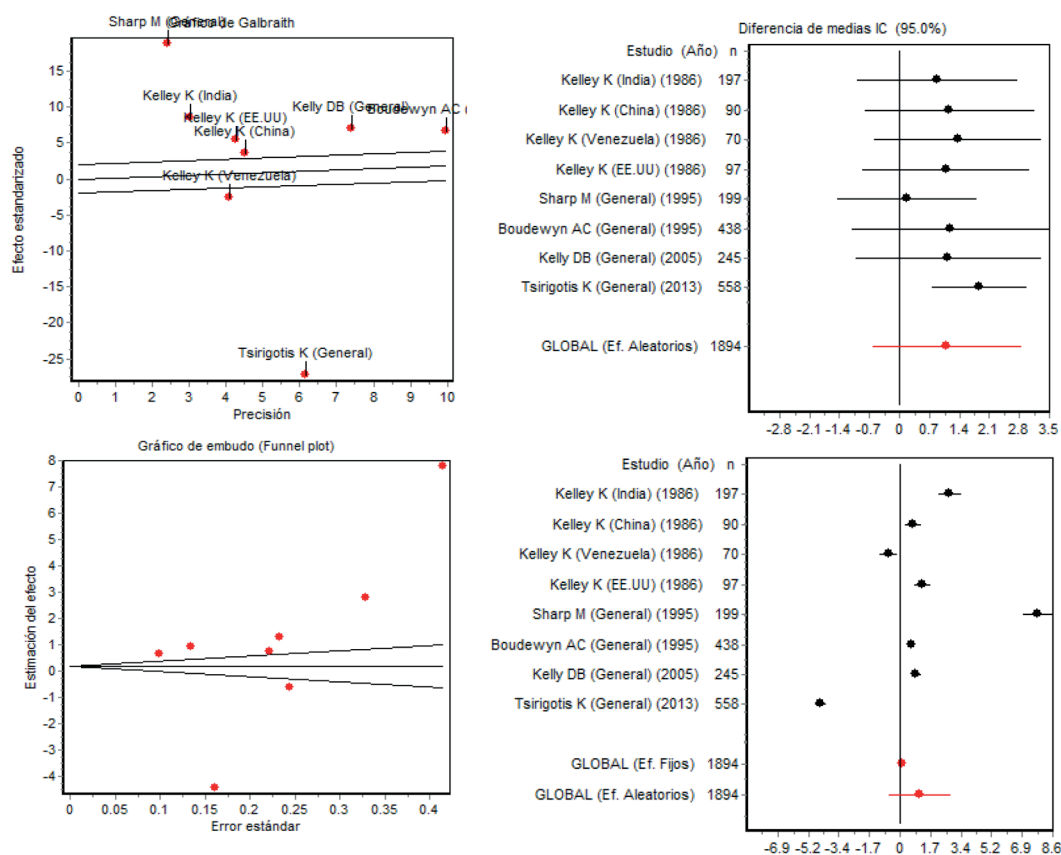 Sharp M (General)
Gráfico de Galbraith
15
10
5
0
-5
-10
-15
-20
-25
Efecto estandarizado
Kelley K (India)
Kelley K (EE.UU)
Kelley K (China)
Kelly DB (General)
Boudewyn AC (
Kelley K (Venezuela)
Tsirigotis K (General)
0 1 2 3 4 5 6 7 8 9 10
Precisión
Diferencia de medias IC (95.0%)
Estudio (Año) n
Kelley K (India) (1986) 197
Kelley K (China) (1986) 90
Kelley K (Venezuela) (1986) 70
Kelley K (EE.UU) (1986) 97
Sharp M (General) (1995) 199
Boudewyn AC (General) (1995) 438
Kelly DB (General) (2005) 245
Tsirigotis K (General) (2013) 558
GLOBAL (Ef. Aleatorios) 1894
-2.8 -2.1 -1.4 -0.7 0 0.7 1.4 2.1 2.8 3.5
Gráfico de embudo (Funnel plot)
8
7
6
5
4
3
2
1
0
-1
-2
-3
-4
Estimación del efecto
0 0.05 0.1 0.15 0.2 0.25 0.3 0.35 0.4
Error estándar
Estudio (Año) n
Kelley K (India) (1986) 197
Kelley K (China) (1986) 90
Kelley K (Venezuela) (1986) 70
Kelley K (EE.UU) (1986) 97
Sharp M (General) (1995) 199
Boudewyn AC (General) (1995) 438
Kelly DB (General) (2005) 245
Tsirigotis K (General) (2013) 558
GLOBAL (Ef. Fijos) 1894
GLOBAL (Ef. Aleatorios) 1894
-6.9 -5.2 -3.4 -1.7 0 1.7 3.4 5.2 6.9 8.6